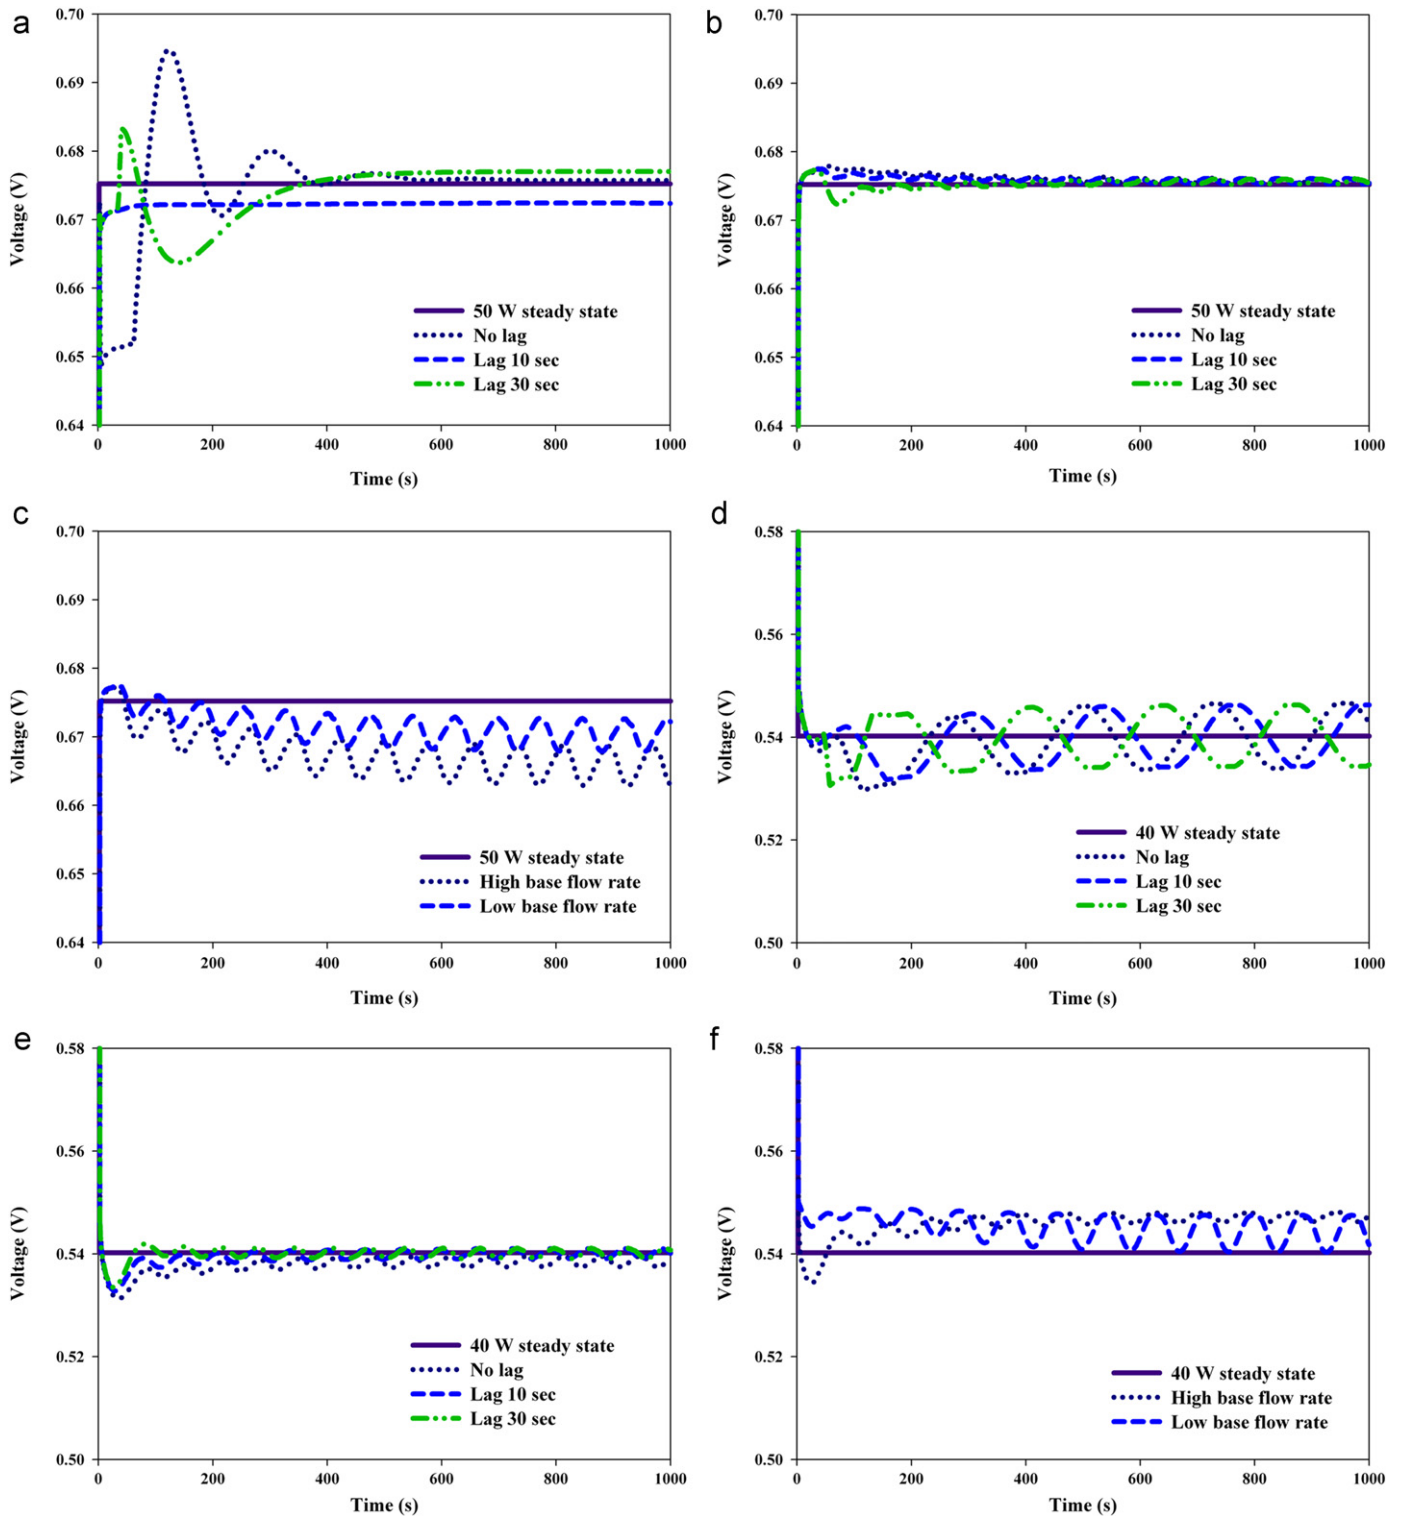 a
0.70
0.69
0.68
0.67
0.66
0.65
0.64
Voltage (V)
50 W steady state
No lag
Lag 10 sec
Lag 30 sec
0 200 400 600 800 1000
Time (s)
b
0.70
0.69
0.68
0.67
0.66
0.65
0.64
Voltage (V)
50 W steady state
No lag
Lag 10 sec
Lag 30 sec
0 200 400 600 800 1000
Time (s)
c
0.70
0.69
0.68
0.67
0.66
0.65
0.64
Voltage (V)
50 W steady state
High base flow rate
Low base flow rate
0 200 400 600 800 1000
Time (s)
d
0.58
0.56
0.54
0.52
0.50
Voltage (V)
40 W steady state
No lag
Lag 10 sec
Lag 30 sec
0 200 400 600 800 1000
Time (s)
e
0.58
0.56
0.54
0.52
0.50
Voltage (V)
40 W steady state
No lag
Lag 10 sec
Lag 30 sec
0 200 400 600 800 1000
Time (s)
f
0.58
0.56
0.54
0.52
0.50
Voltage (V)
40 W steady state
High base flow rate
Low base flow rate
0 200 400 600 800 1000
Time (s)